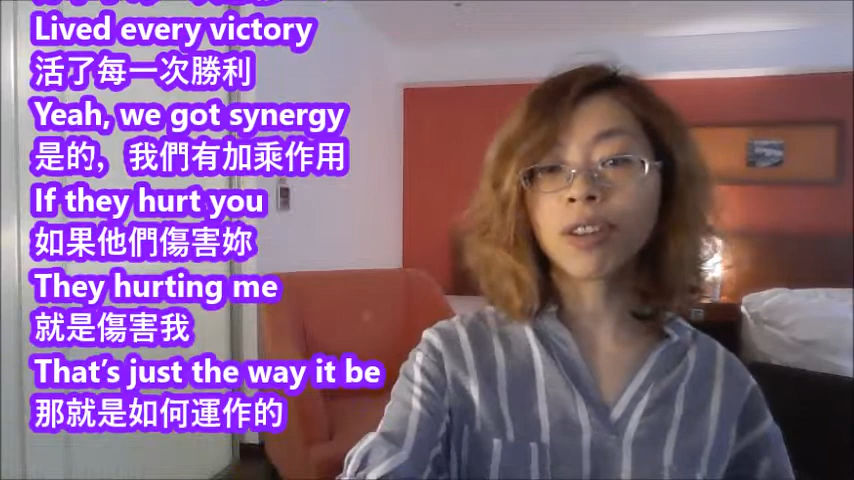 Lived every victory
活了每一次勝利
Yeah, we got synergy
是的，我們有加乘作用
If they hurt you
如果他們傷害妳
They hurting me
就是傷害我
That’s just the way it be
那就是如何運作的